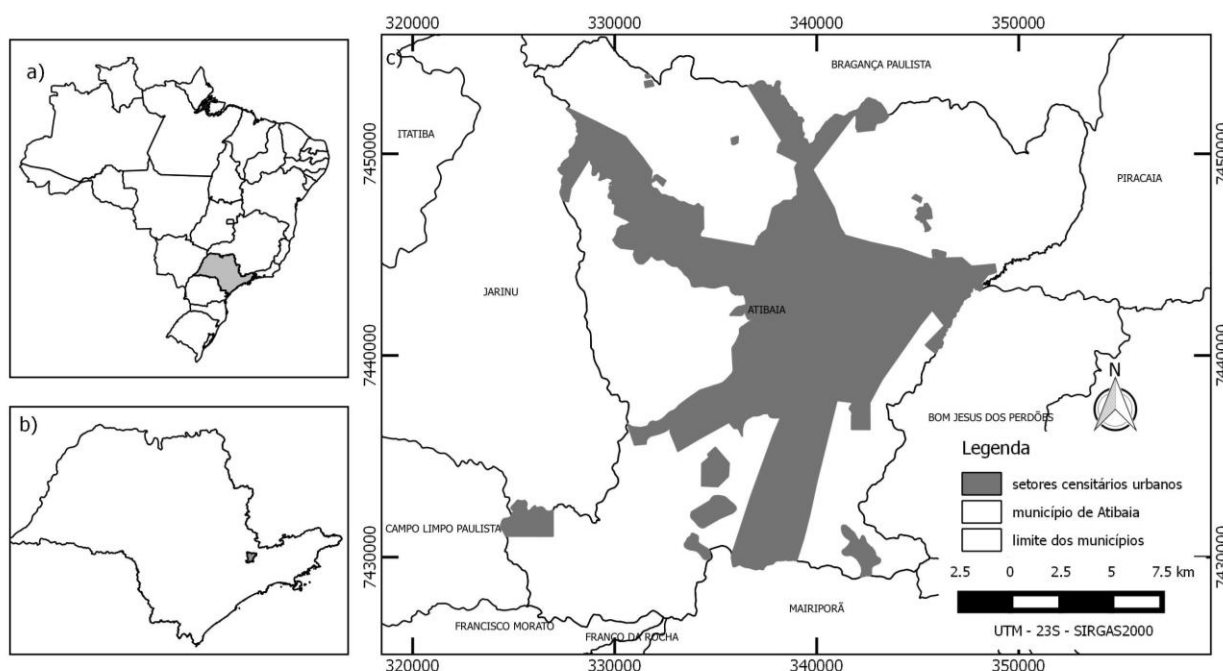 a)
b)
c)
320000
330000
340000
350000
BRAGANÇA PAULISTA
ITATIBA
7450000
7450000
PIRACAIA
JARINU
ATIBAIA
7440000
7440000
BOM JESUS DOS PERDÕES
N
Legenda
setores censitários urbanos
município de Atibaia
limite dos municípios
CAMPO LIMPO PAULISTA
7430000
7430000
2.5 0 2.5 5 7.5 km
UTM - 23S - SIRGAS2000
MAIRIPORÃ
FRANCISCO MORATO
FRANCO DA ROCHA
320000
330000
340000
350000